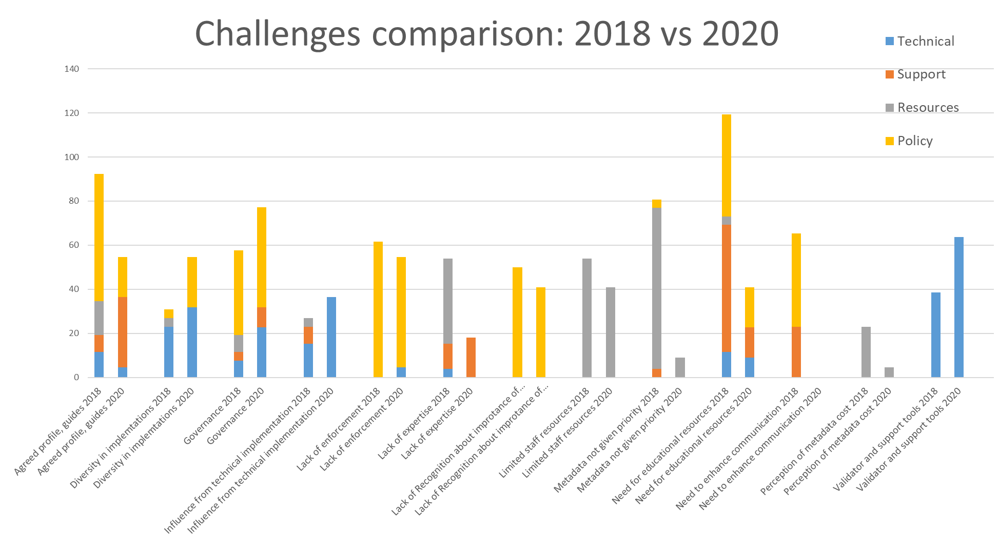 Challenges comparison: 2018 vs 2020
Technical
Support
Resources
Policy
140
120
100
80
60
40
20
0
Agreed profile, guides 2018
Agreed profile, guides 2020
Diversity in implemtations 2018
Diversity in implemtations 2020
Governance 2018
Governance 2020
Influence from technical implementation 2018
Influence from technical implementation 2020
Lack of enforcement 2018
Lack of enforcement 2020
Lack of expertise 2018
Lack of expertise 2020
Lack of Recognition about improtance of...
Lack of Recognition about improtance of...
Limited staff resources 2018
Limited staff resources 2020
Metadata not given priority 2018
Metadata not given priority 2020
Need for educational resources 2018
Need for educational resources 2020
Need to enhance communication 2018
Need to enhance communication 2020
Perception of metadata cost 2018
Perception of metadata cost 2020
Validator and support tools 2018
Validator and support tools 2020